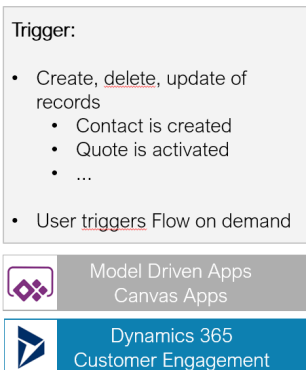 Trigger:
• Create, delete, update of
records
• Contact is created
• Quote is activated
• ...
• User triggers Flow on demand
Model Driven Apps
Canvas Apps
Dynamics 365
Customer Engagement